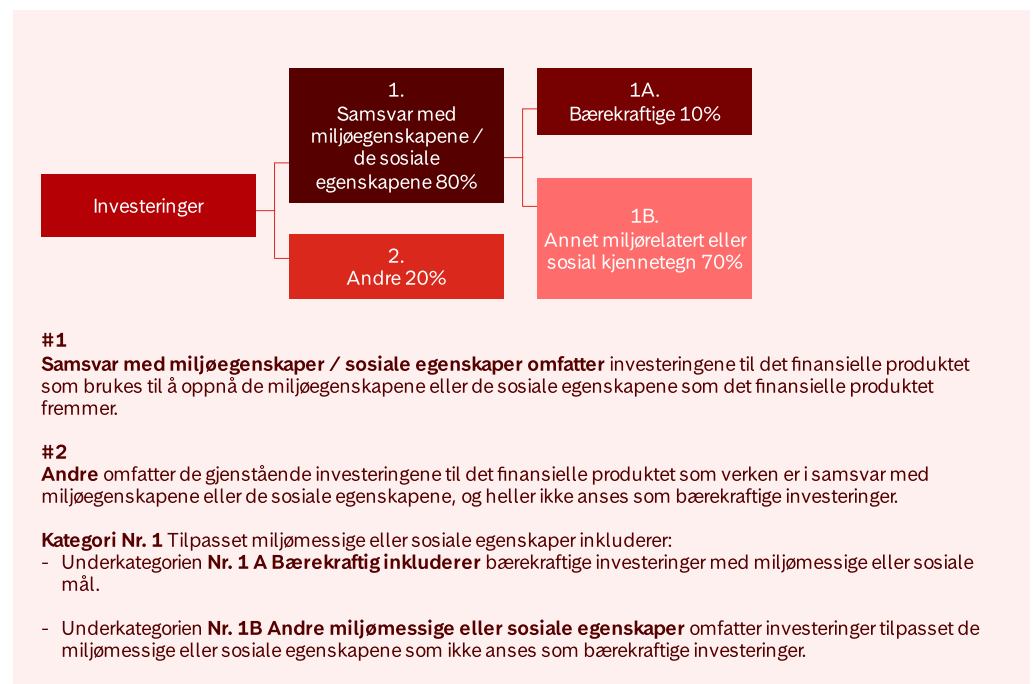 Investeringer
1.
Samsvar med
miljøegenskapene /
de sosiale
egenskapene 80%
2.
Andre 20%
1A.
Bærekraftige 10%
1B.
Annet miljørelatert eller
sosial kjennetegn 70%
#1
Samsvar med miljøegenskaper / sosiale egenskaper omfatter investeringene til det finansielle produktet
som brukes til å oppnå de miljøegenskapene eller de sosiale egenskapene som det finansielle produktet
fremmer.
#2
Andre omfatter de gjenstående investeringene til det finansielle produktet som verken er i samsvar med
miljøegenskapene eller de sosiale egenskapene, og heller ikke anses som bærekraftige investeringer.
Kategori Nr. 1 Tilpasset miljømessige eller sosiale egenskaper inkluderer:
- Underkategorien Nr. 1 A Bærekraftig inkluderer bærekraftige investeringer med miljømessige eller sosiale
mål.
- Underkategorien Nr. 1B Andre miljømessige eller sosiale egenskaper omfatter investeringer tilpasset de
miljømessige eller sosiale egenskapene som ikke anses som bærekraftige investeringer.